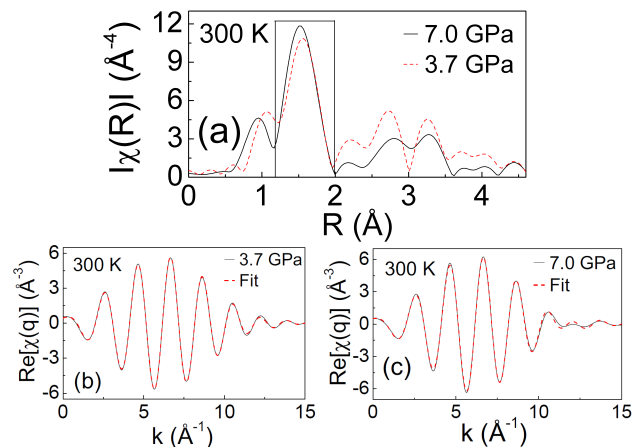 12
9
6
3
0
|χ(R)| (Å⁻⁴)
300 K
7.0 GPa
3.7 GPa
(a)
0 1 2 3 4
R (Å)
6
3
0
-3
-6
Re[χ(q)] (Å⁻³)
300 K
3.7 GPa
Fit
(b)
0 5 10 15
k (Å⁻¹)
6
3
0
-3
-6
Re[χ(q)] (Å⁻³)
300 K
7.0 GPa
Fit
(c)
0 5 10 15
k (Å⁻¹)